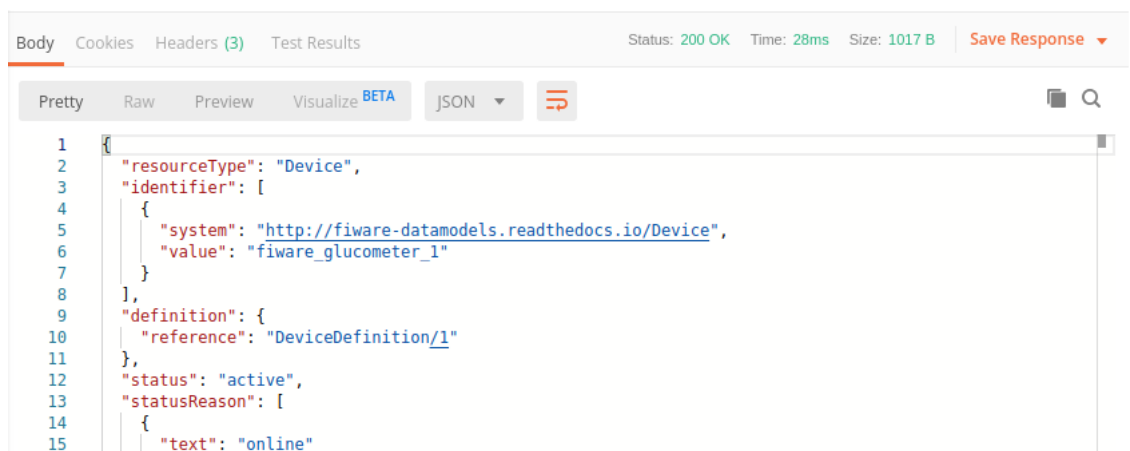 Body Cookies Headers (3) Test Results Status: 200 OK Time: 28ms Size: 1017 B Save Response
Pretty Raw Preview Visualize BETA JSON
1 {
2 "resourceType": "Device",
3 "identifier": [
4 {
5 "system": "http://fiware-datamodels.readthedocs.io/Device",
6 "value": "fiware_glucometer_1"
7 }
8 ],
9 "definition": {
10 "reference": "DeviceDefinition/1"
11 },
12 "status": "active",
13 "statusReason": [
14 {
15 "text": "online"